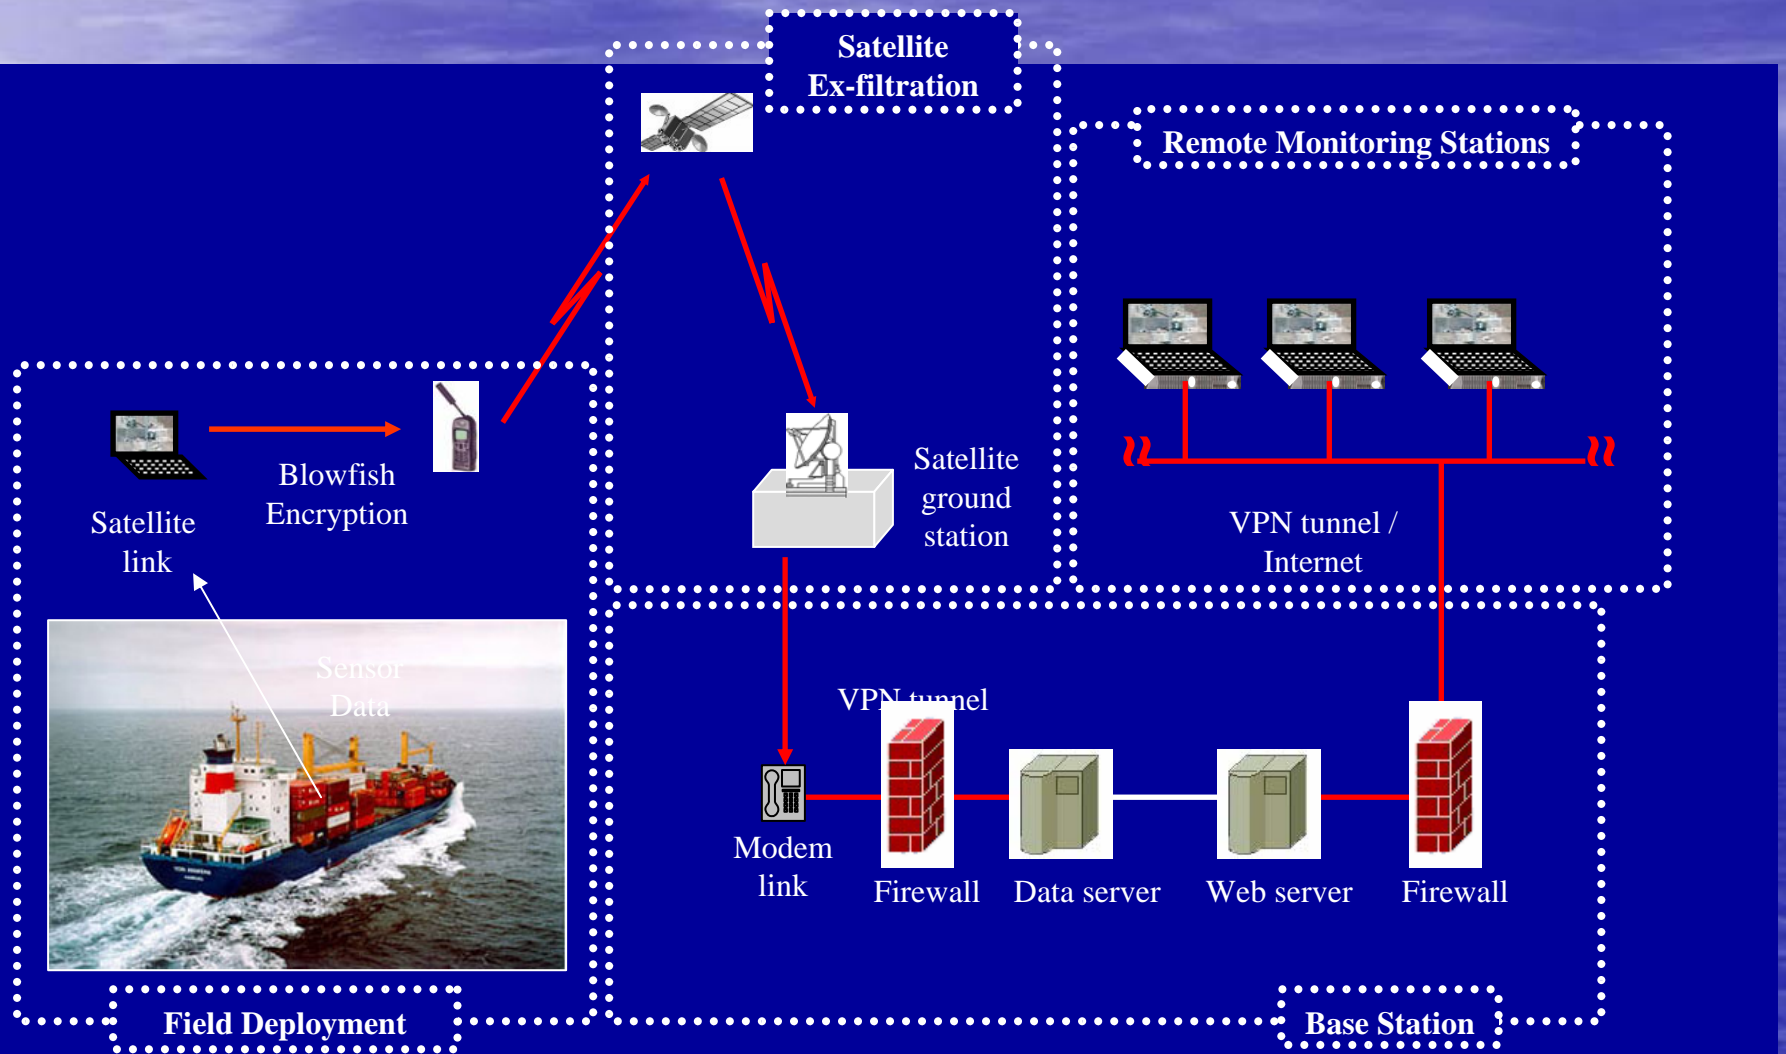 Satellite
Ex-filtration
Remote Monitoring Stations
Blowfish
Encryption
Satellite
link
Satellite
ground
station
VPN tunnel /
Internet
Sensor
Data
VPN tunnel
Modem
link
Firewall
Data server
Web server
Firewall
Field Deployment
Base Station